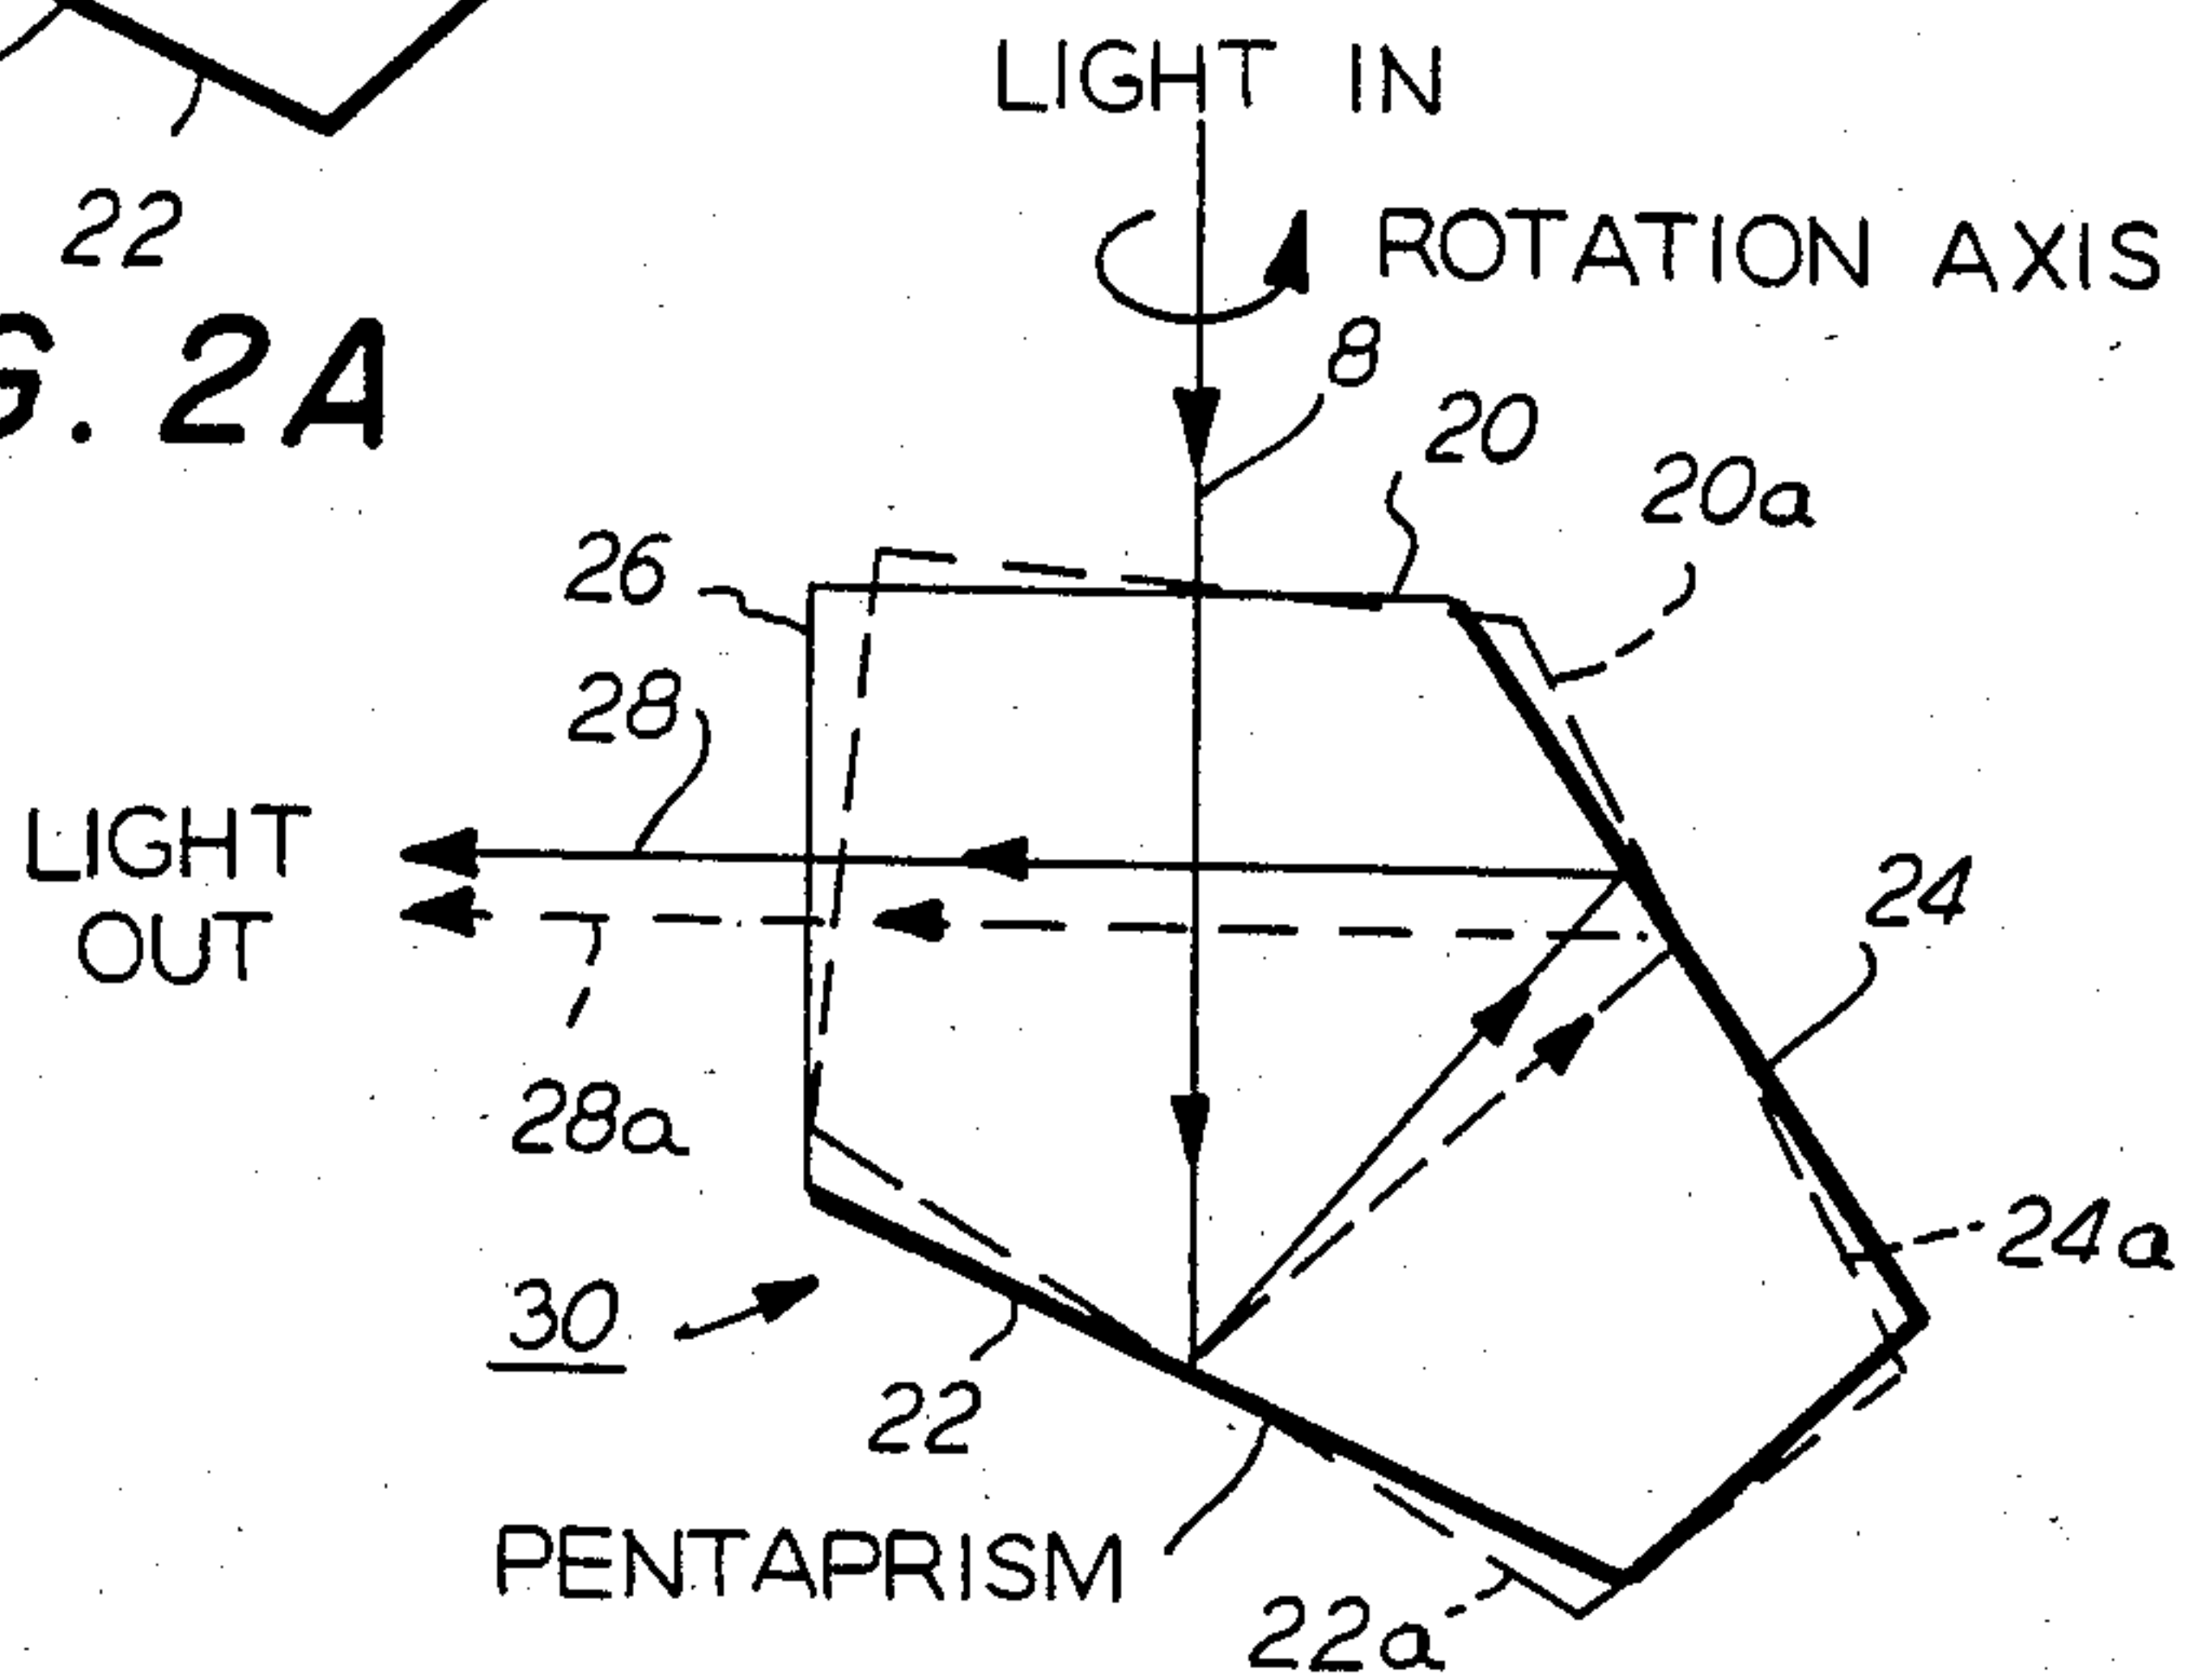 LIGHT IN
ROTATION AXIS
22
8
G. 2A
20
20a
26
28
LIGHT
OUT
24
28a
24a
30
22
PENTAPRISM
22a